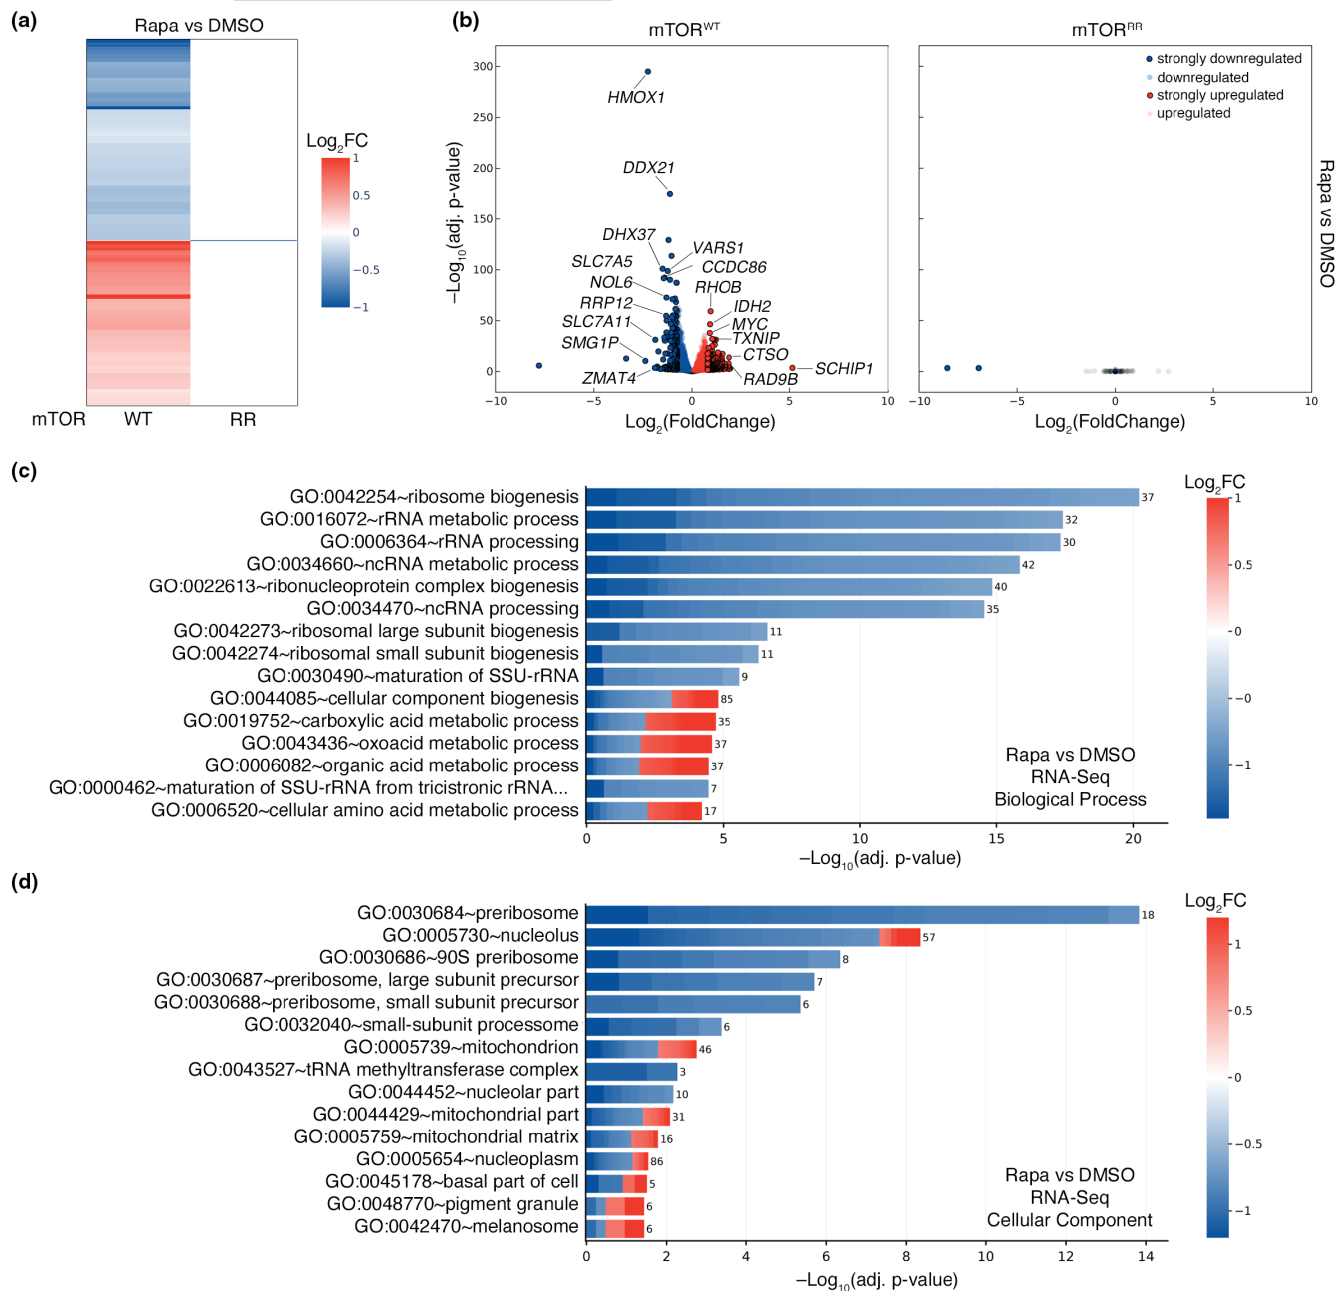 (a)
Rapa vs DMSO
Log2FC
1
0.5
0
−0.5
−1
mTOR WT RR
(b)
mTORWT
mTORRR
−Log10(adj. p-value)
300
250
200
150
100
50
0
HMOX1
DDX21
DHX37
VARS1
SLC7A5
CCDC86
NOL6
RHOB
RRP12
IDH2
SLC7A11
MYC
TXNIP
SMG1P
CTSO
SCHIP1
ZMAT4
RAD9B
−10 −5 0 5 10
Log2(FoldChange)
strongly downregulated
downregulated
strongly upregulated
upregulated
Rapa vs DMSO
−10 −5 0 5 10
Log2(FoldChange)
(c)
GO:0042254~ribosome biogenesis 37
GO:0016072~rRNA metabolic process 32
GO:0006364~rRNA processing 30
GO:0034660~ncRNA metabolic process 42
GO:0022613~ribonucleoprotein complex biogenesis 40
GO:0034470~ncRNA processing 35
GO:0042273~ribosomal large subunit biogenesis 11
GO:0042274~ribosomal small subunit biogenesis 11
GO:0030490~maturation of SSU-rRNA 9
GO:0044085~cellular component biogenesis 85
GO:0019752~carboxylic acid metabolic process 35
GO:0043436~oxoacid metabolic process 37
GO:0006082~organic acid metabolic process 37
GO:0000462~maturation of SSU-rRNA from tricistronic rRNA... 7
GO:0006520~cellular amino acid metabolic process 17
0 5 10 15 20
−Log10(adj. p-value)
Rapa vs DMSO
RNA-Seq
Biological Process
Log2FC
1
0.5
0
−0
−1
(d)
GO:0030684~preribosome 18
GO:0005730~nucleolus 57
GO:0030686~90S preribosome 8
GO:0030687~preribosome, large subunit precursor 7
GO:0030688~preribosome, small subunit precursor 6
GO:0032040~small-subunit processome 6
GO:0005739~mitochondrion 46
GO:0043527~tRNA methyltransferase complex 3
GO:0044452~nucleolar part 10
GO:0044429~mitochondrial part 31
GO:0005759~mitochondrial matrix 16
GO:0005654~nucleoplasm 86
GO:0045178~basal part of cell 5
GO:0048770~pigment granule 6
GO:0042470~melanosome 6
0 2 4 6 8 10 12 14
−Log10(adj. p-value)
Rapa vs DMSO
RNA-Seq
Cellular Component
Log2FC
1
0.5
0
−0.5
−1